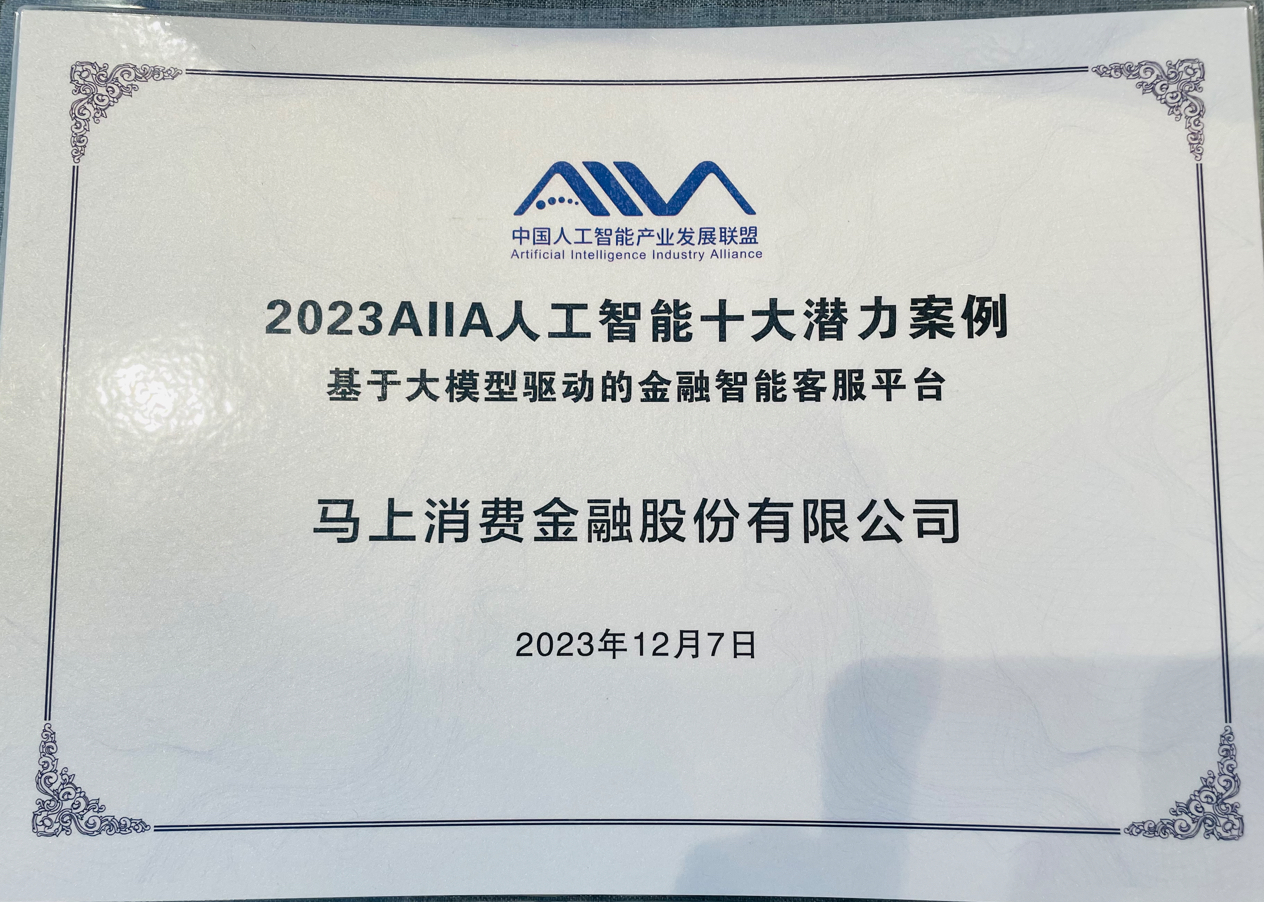 AIIA
中国人工智能产业发展联盟
Artificial Intelligence Industry Alliance
2023AIIA人工智能十大潜力案例
基于大模型驱动的金融智能客服平台
马上消费金融股份有限公司
2023年12月7日